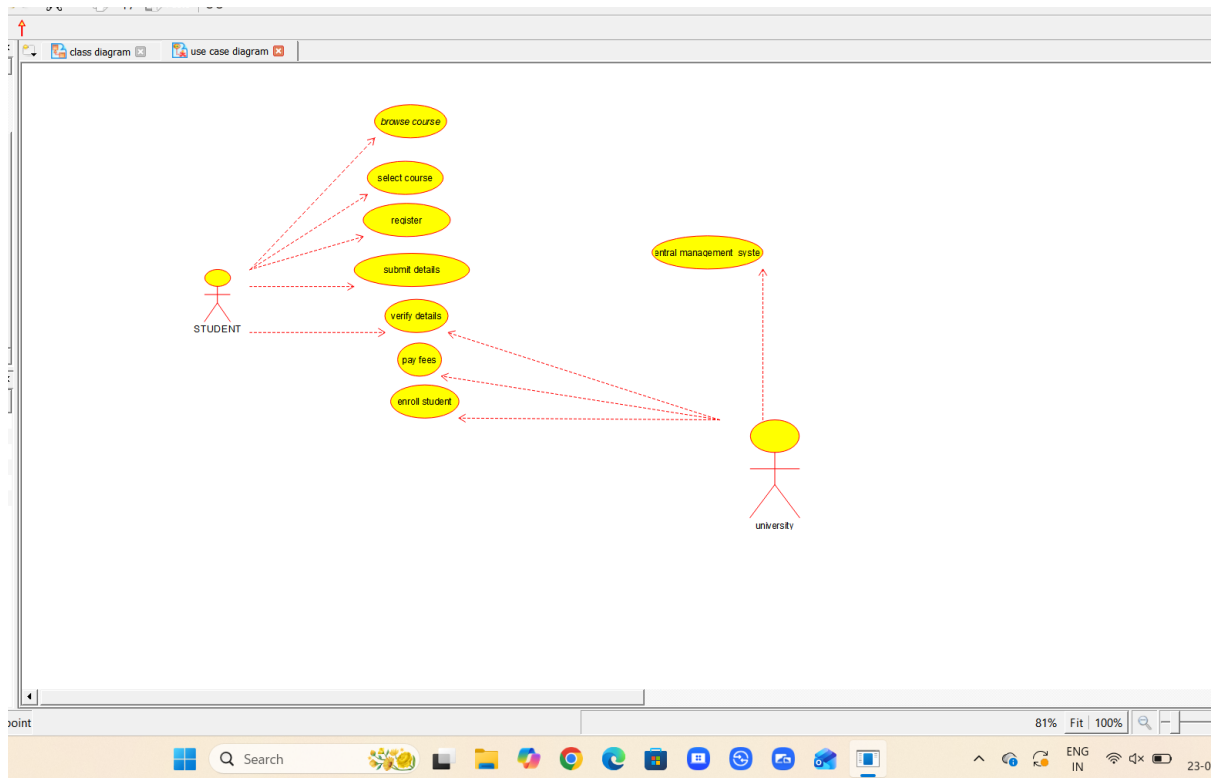 class diagram
use case diagram
browse course
select course
register
submit details
verify details
pay fees
enroll student
STUDENT
entral management syste
university
point
81% Fit 100%
Search
ENG
IN
23-0